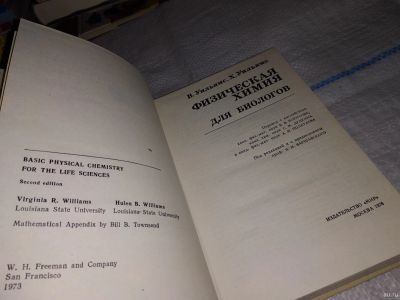 BASIC PHYSICAL CHEMISTRY
FOR THE LIFE SCIENCES
Second edition
Virginia R. Williams Hulen B. Williams
Louisiana State University Louisiana State University
Mathematical Appendix by Bill B. Townsend
W. H. Freeman and Company
San Francisco
1973
В. Уильямс, Х. Уильямс
ФИЗИЧЕСКАЯ
ХИМИЯ
ДЛЯ БИОЛОГОВ
Перевод с английского
ИЗДАТЕЛЬСТВО «МИР»
МОСКВА 1976